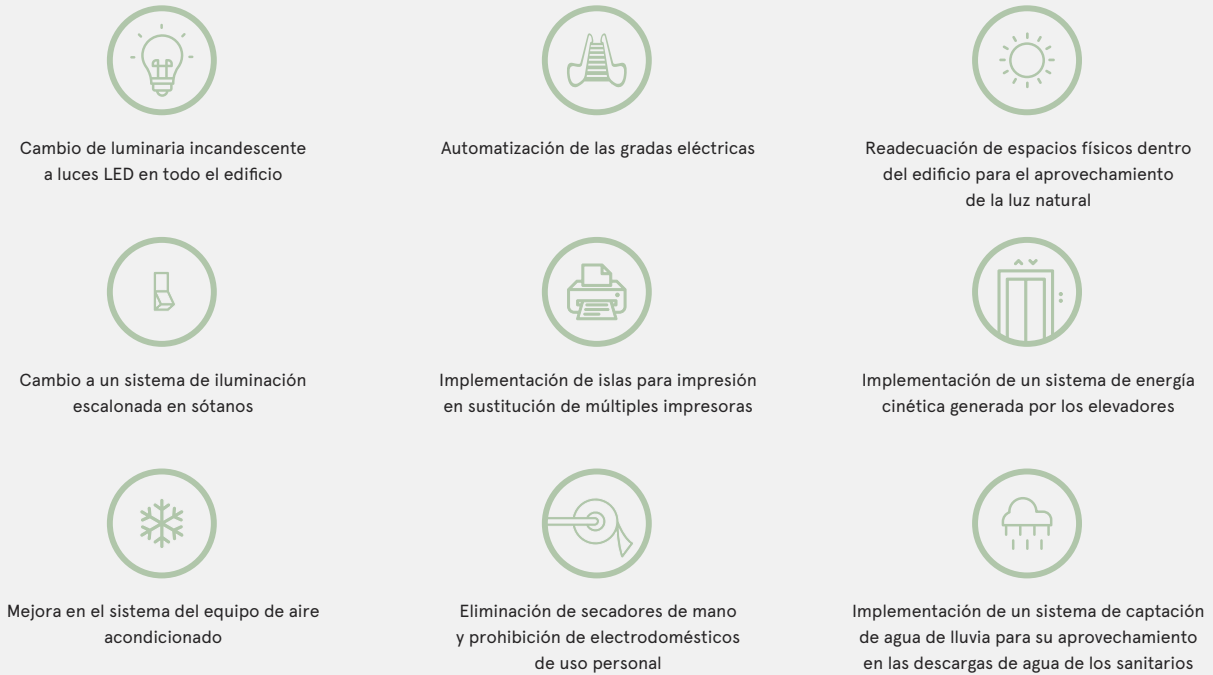 Cambio de luminaria incandescente
a luces LED en todo el edificio
Automatización de las gradas eléctricas
Readecuación de espacios físicos dentro
del edificio para el aprovechamiento
de la luz natural
Cambio a un sistema de iluminación
escalonada en sótanos
Implementación de islas para impresión
en sustitución de múltiples impresoras
Implementación de un sistema de energía
cinética generada por los elevadores
Mejora en el sistema del equipo de aire
acondicionado
Eliminación de secadores de mano
y prohibición de electrodomésticos
de uso personal
Implementación de un sistema de captación
de agua de lluvia para su aprovechamiento
en las descargas de agua de los sanitarios